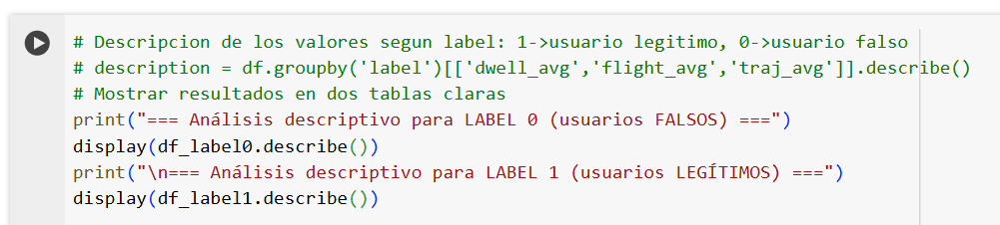 # Descripcion de los valores segun label: 1->usuario legitimo, 0->usuario falso
# description = df.groupby('label')[['dwell_avg','flight_avg','traj_avg']].describe()
# Mostrar resultados en dos tablas claras
print("=== Análisis descriptivo para LABEL 0 (usuarios FALSOS) ===")
display(df_label0.describe())
print("\n=== Análisis descriptivo para LABEL 1 (usuarios LEGÍTIMOS) ===")
display(df_label1.describe())